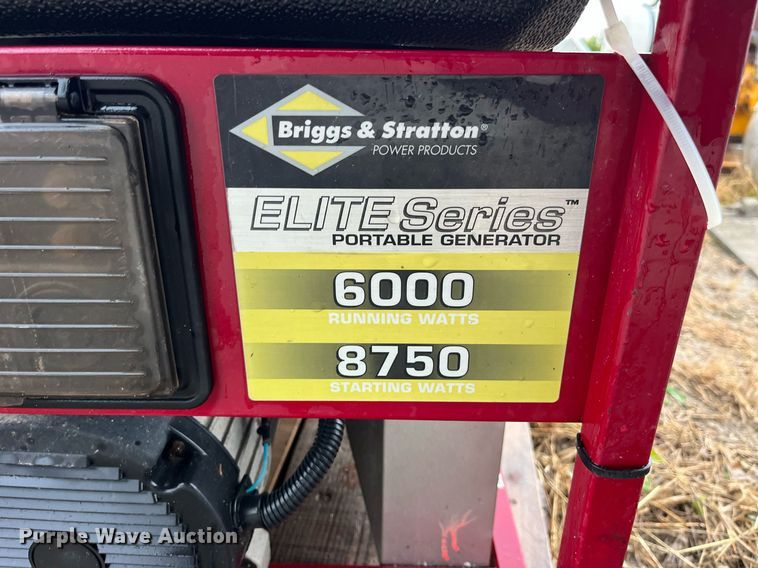 Briggs & Stratton®
POWER PRODUCTS
ELITE Series™
PORTABLE GENERATOR
6000
RUNNING WATTS
8750
STARTING WATTS
Purple Wave Auction